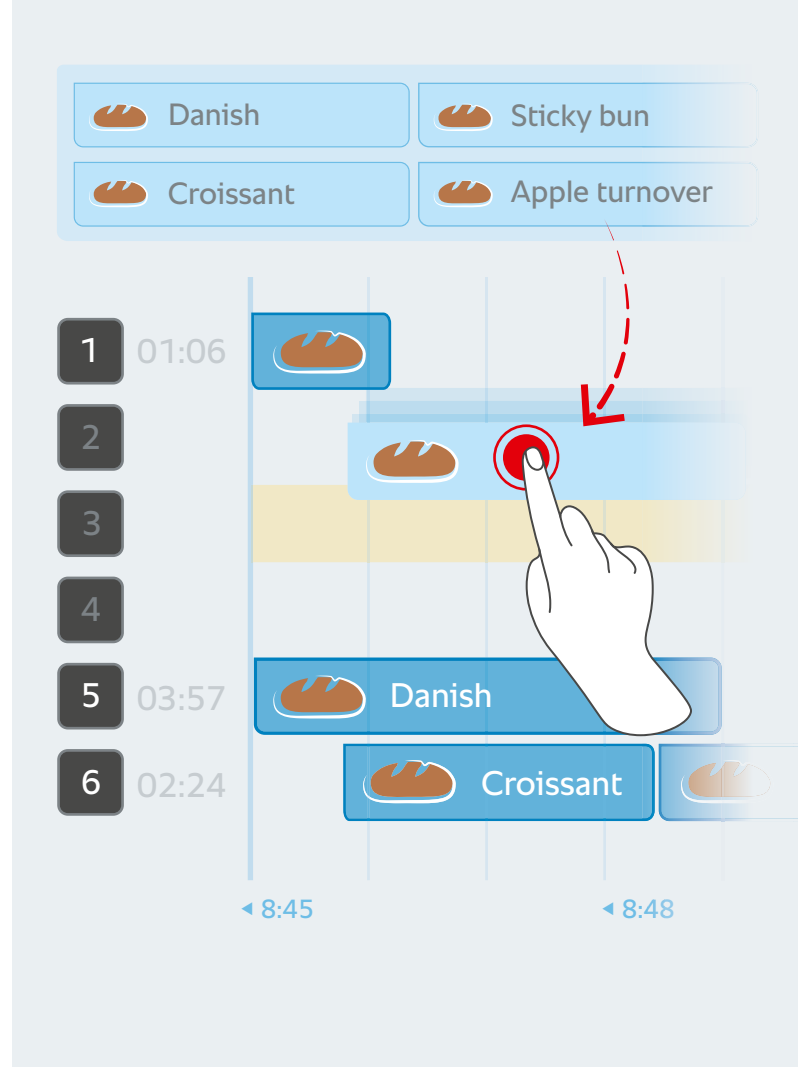 Danish
Sticky bun
Croissant
Apple turnover
1 01:06
2
3
4
5 03:57 Danish
6 02:24 Croissant
8:45 8:48